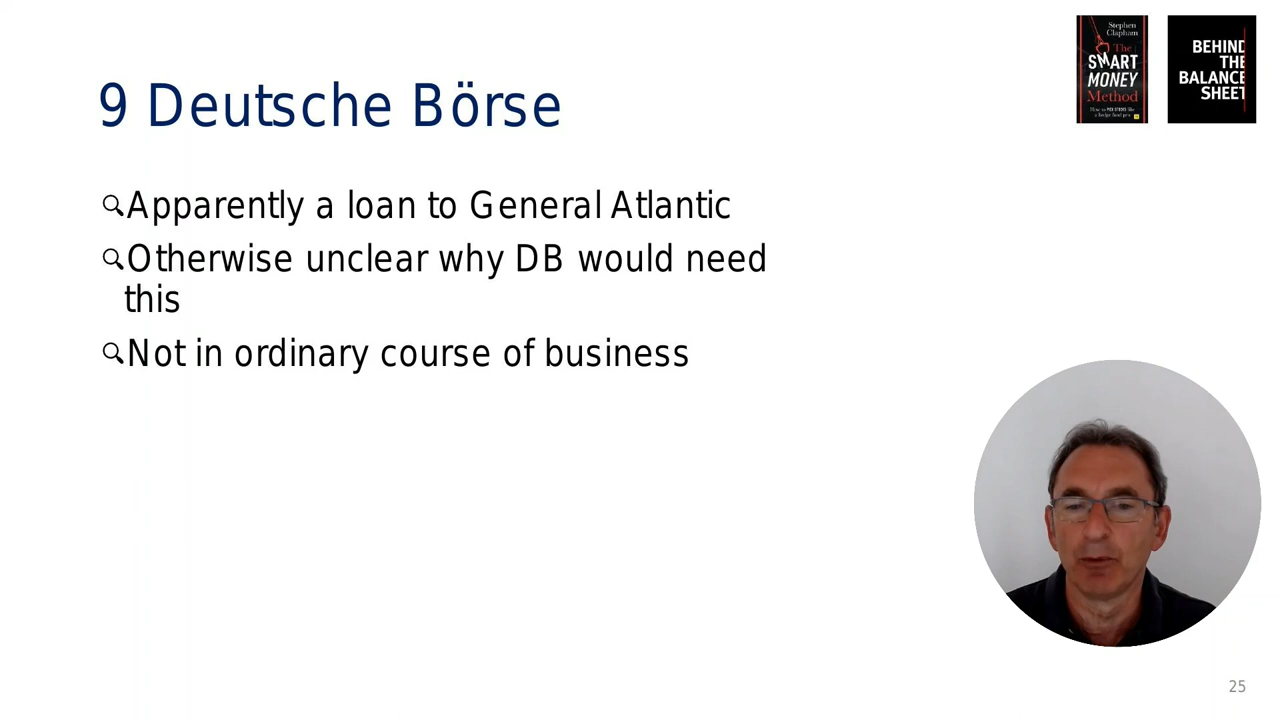 9 Deutsche Börse
Apparently a loan to General Atlantic
Otherwise unclear why DB would need
this
Not in ordinary course of business
Stephen
Clapham
The
SMART
MONEY
Method
BEHIND
THE
BALANCE
SHEET
25